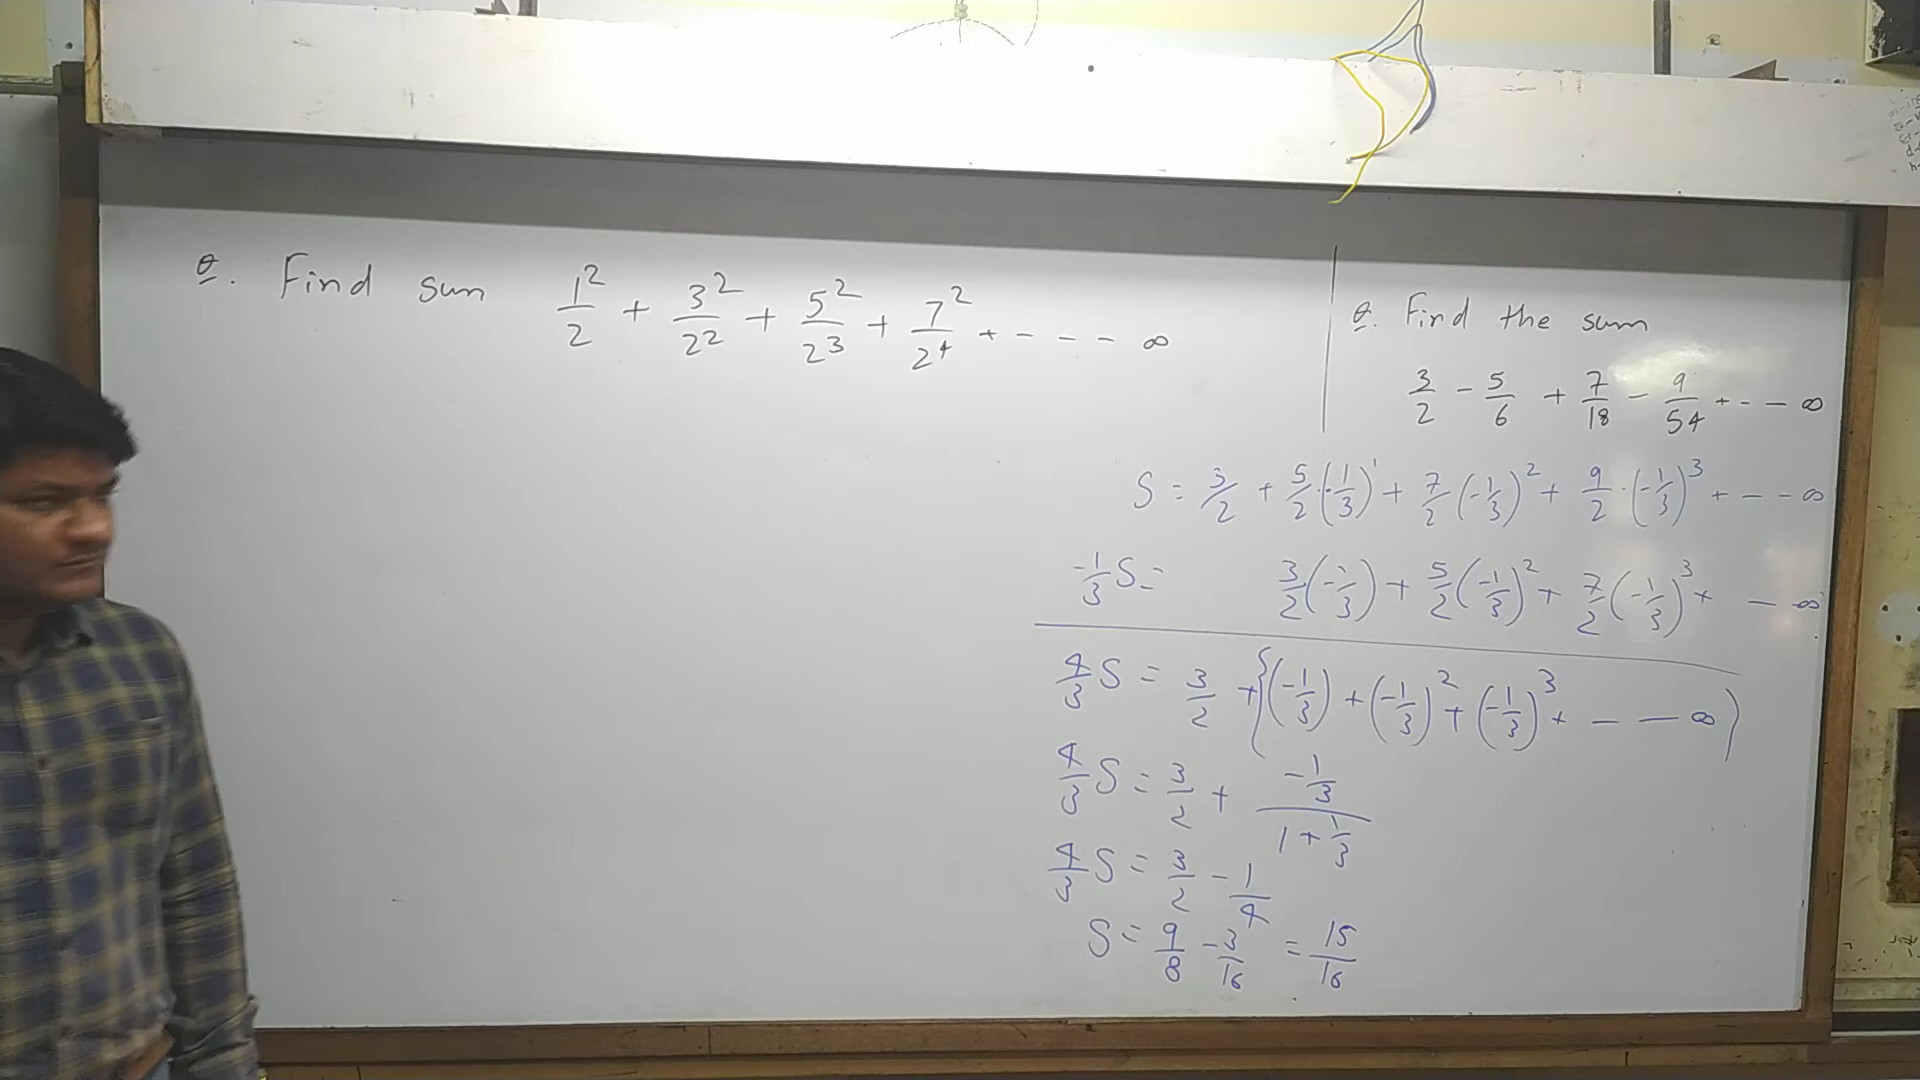 Q. Find sum 1²/2 + 3²/2² + 5²/2³ + 7²/2⁴ + - - - ∞
Q. Find the sum
3/2 - 5/6 + 7/18 - 9/54 + - - ∞
S = 3/2 + 5/2·(-1/3)¹ + 7/2(-1/3)² + 9/2·(-1/3)³ + - - ∞
-1/3 S = 3/2(-1/3) + 5/2(-1/3)² + 7/2(-1/3)³ + - ∞
4/3 S = 3/2 + {(-1/3) + (-1/3)² + (-1/3)³ + - - ∞)
4/3 S = 3/2 + (-1/3)/(1 + 1/3)
4/3 S = 3/2 - 1/4
S = 9/8 - 3/16 = 15/16